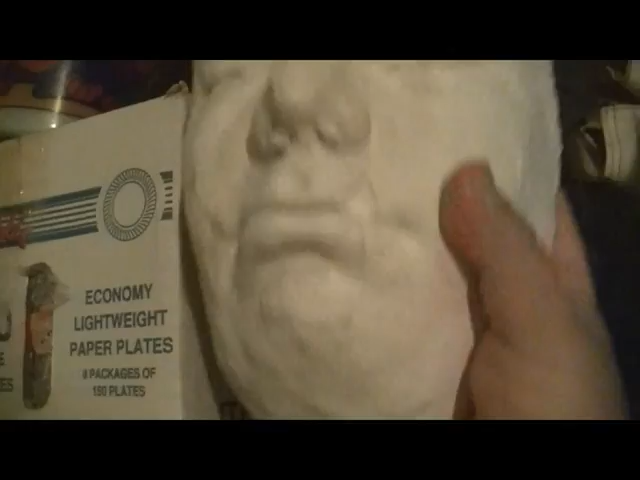 ECONOMY
LIGHTWEIGHT
PAPER PLATES
8 PACKAGES OF
150 PLATES